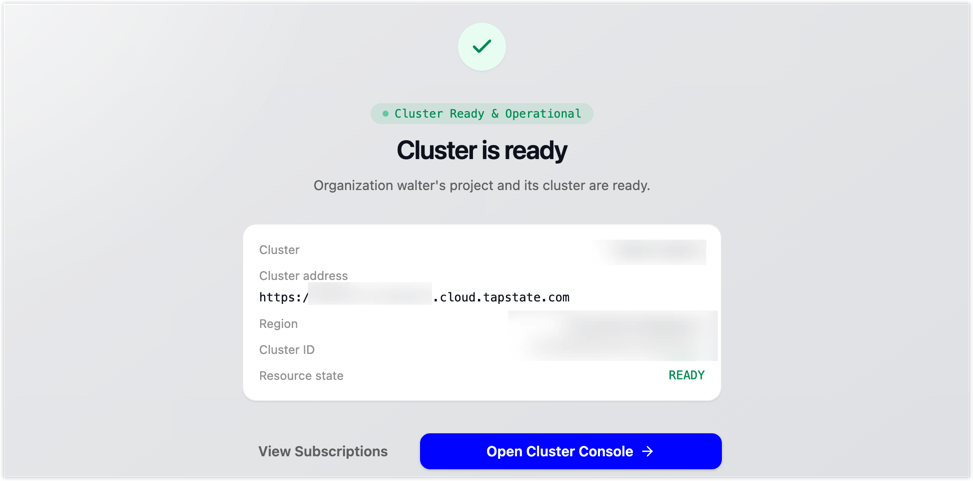 Cluster Ready & Operational
Cluster is ready
Organization walter's project and its cluster are ready.
Cluster
Cluster address
https:/ .cloud.tapstate.com
Region
Cluster ID
Resource state READY
View Subscriptions Open Cluster Console →